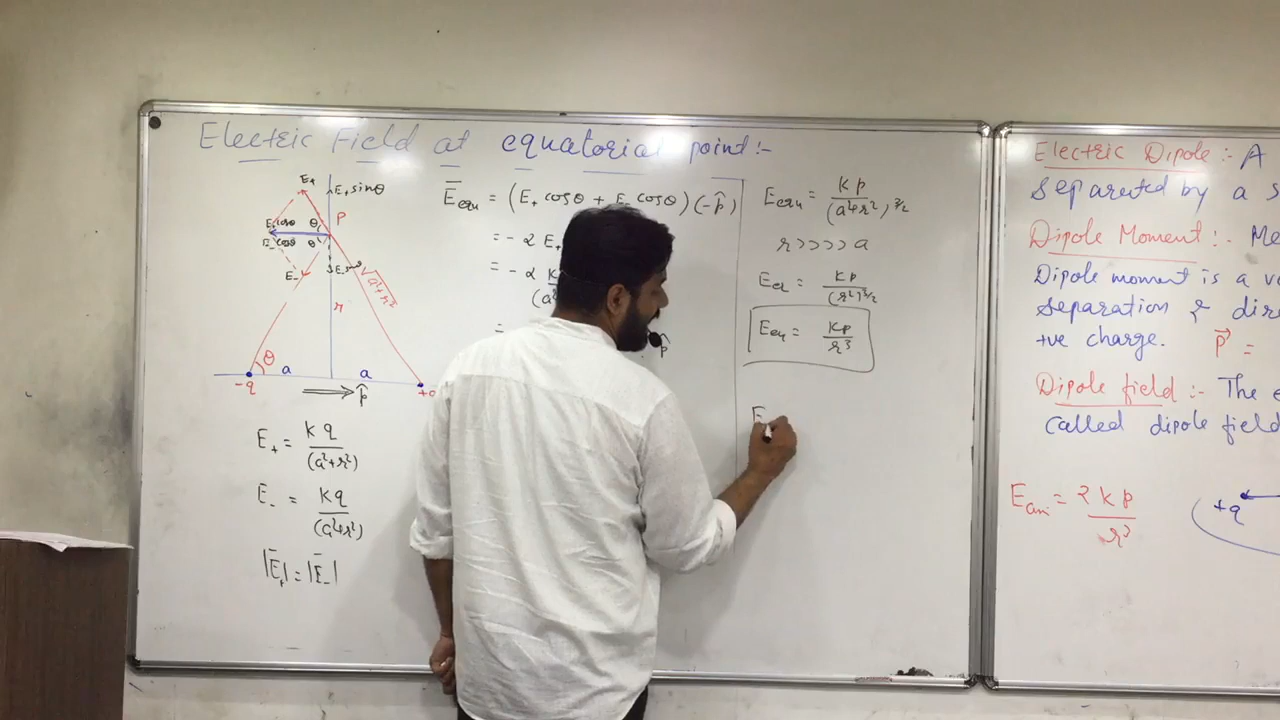 Electric Field at equatorial point:-
E+
E+ sinθ
P
E+cosθ θ
E-cosθ θ
E-
√a²+r²
r
θ
a a
-q
p̂
E+ = kq/(a²+r²)
E- = kq/(a²+r²)
|E̅+| = |E̅-|
E̅equ = (E+ cosθ + E- cosθ)(-p̂)
= -2 E+
= -2 k
=
p̂
Eequ = kp/(a²+r²)^3/2
r>>>>a
Eeq = kp/(r²)^3/2
Eeq = kp/r³
E
Electric Dipole :- A
separated by a s
Dipole Moment :- Me
Dipole moment is a ve
separation & dire
+ve charge. P⃗ =
Dipole field :- The e
called dipole field
Eaxi = 2kp/r³
+q